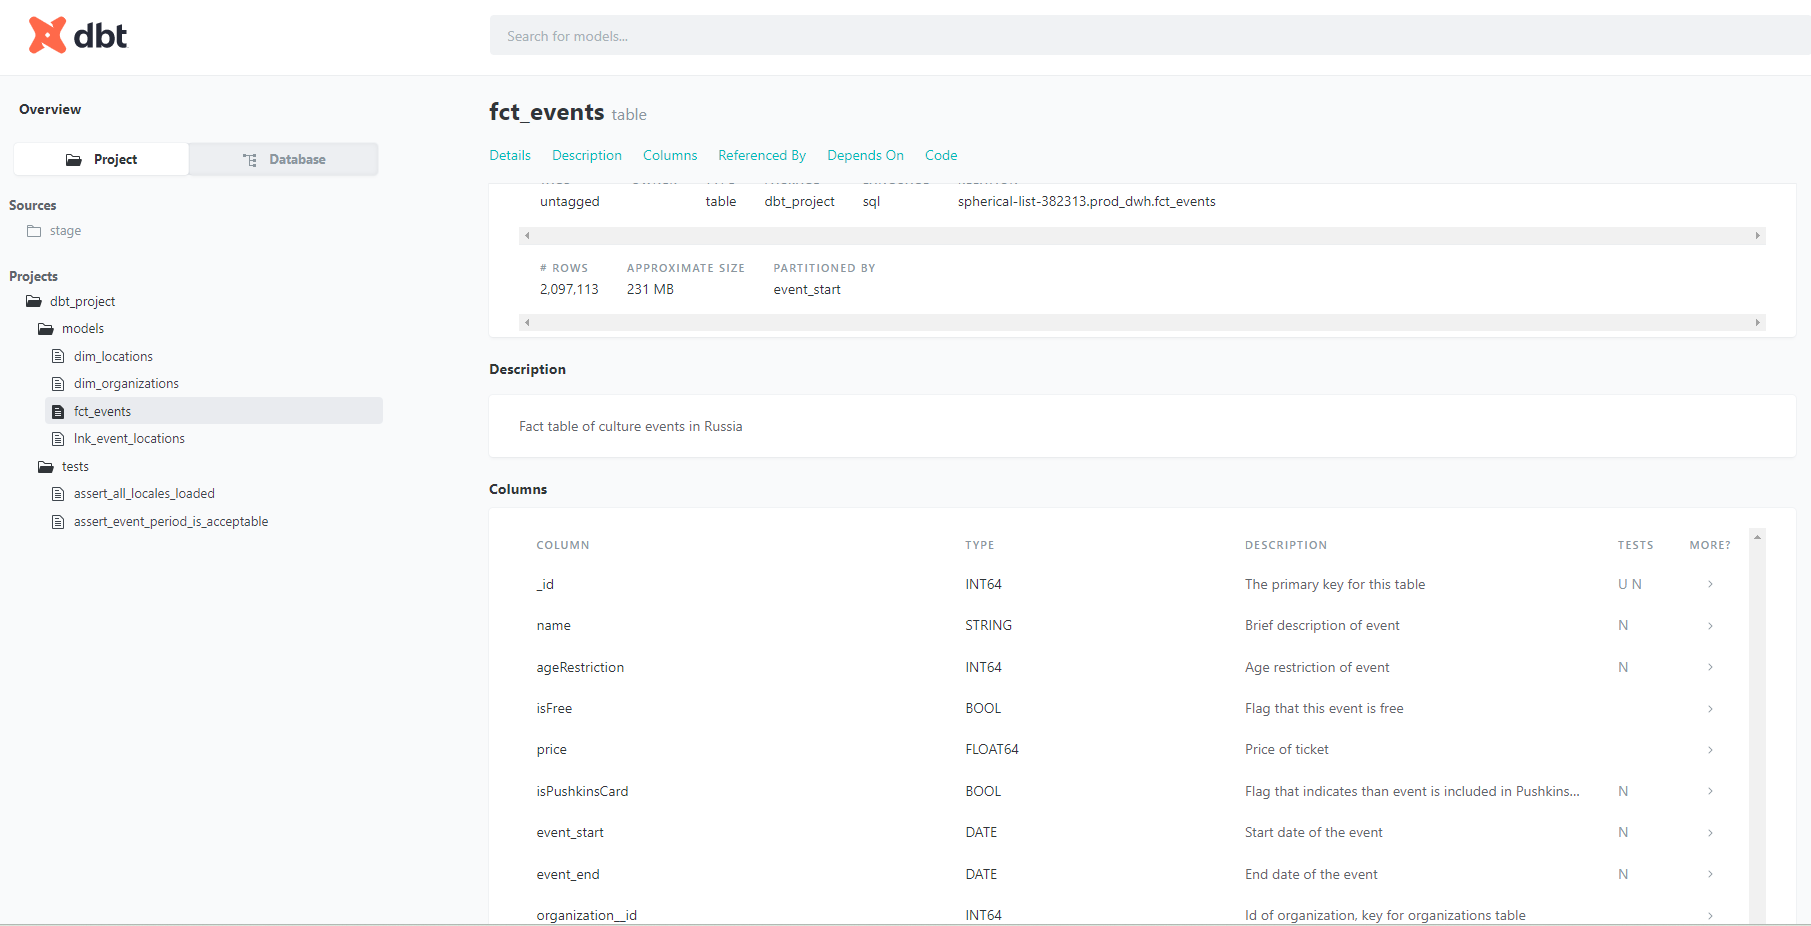 dbt
Search for models...
Overview
Project
Database
Sources
stage
Projects
dbt_project
models
dim_locations
dim_organizations
fct_events
lnk_event_locations
tests
assert_all_locales_loaded
assert_event_period_is_acceptable
fct_events table
Details Description Columns Referenced By Depends On Code
untagged table dbt_project sql spherical-list-382313.prod_dwh.fct_events
# ROWS APPROXIMATE SIZE PARTITIONED BY
2,097,113 231 MB event_start
Description
Fact table of culture events in Russia
Columns
COLUMN TYPE DESCRIPTION TESTS MORE?
_id INT64 The primary key for this table U N
name STRING Brief description of event N
ageRestriction INT64 Age restriction of event N
isFree BOOL Flag that this event is free
price FLOAT64 Price of ticket
isPushkinsCard BOOL Flag that indicates than event is included in Pushkins... N
event_start DATE Start date of the event N
event_end DATE End date of the event N
organization__id INT64 Id of organization, key for organizations table